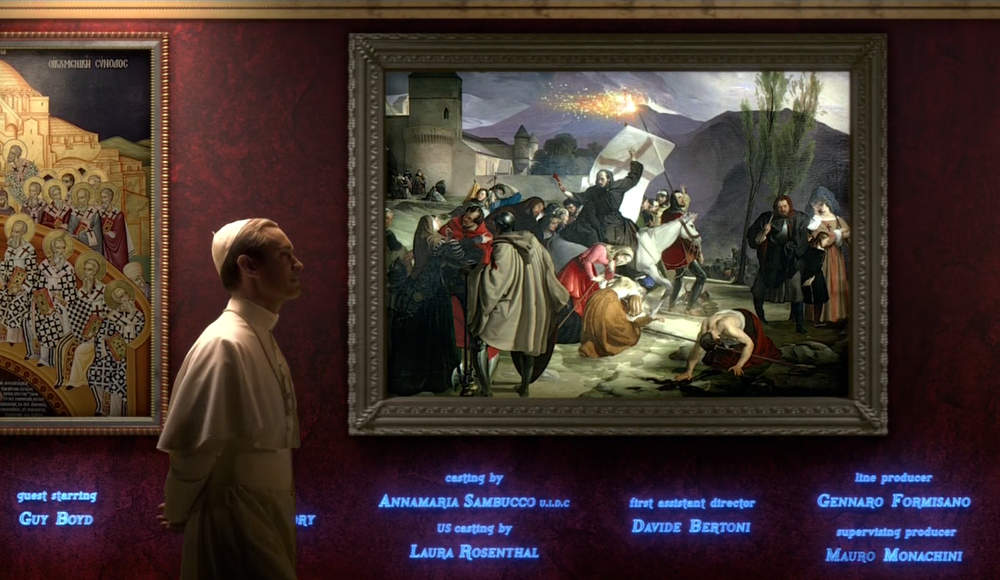 ΟΙΚΟΥΜΕΝΙΚΗ ΣΥΝΟΔΟΣ
guest starring
GUY BOYD
ORY
casting by
ANNAMARIA SAMBUCCO U.I.D.C
US casting by
LAURA ROSENTHAL
first assistant director
DAVIDE BERTONI
line producer
GENNARO FORMISANO
supervising producer
MAURO MONACHINI